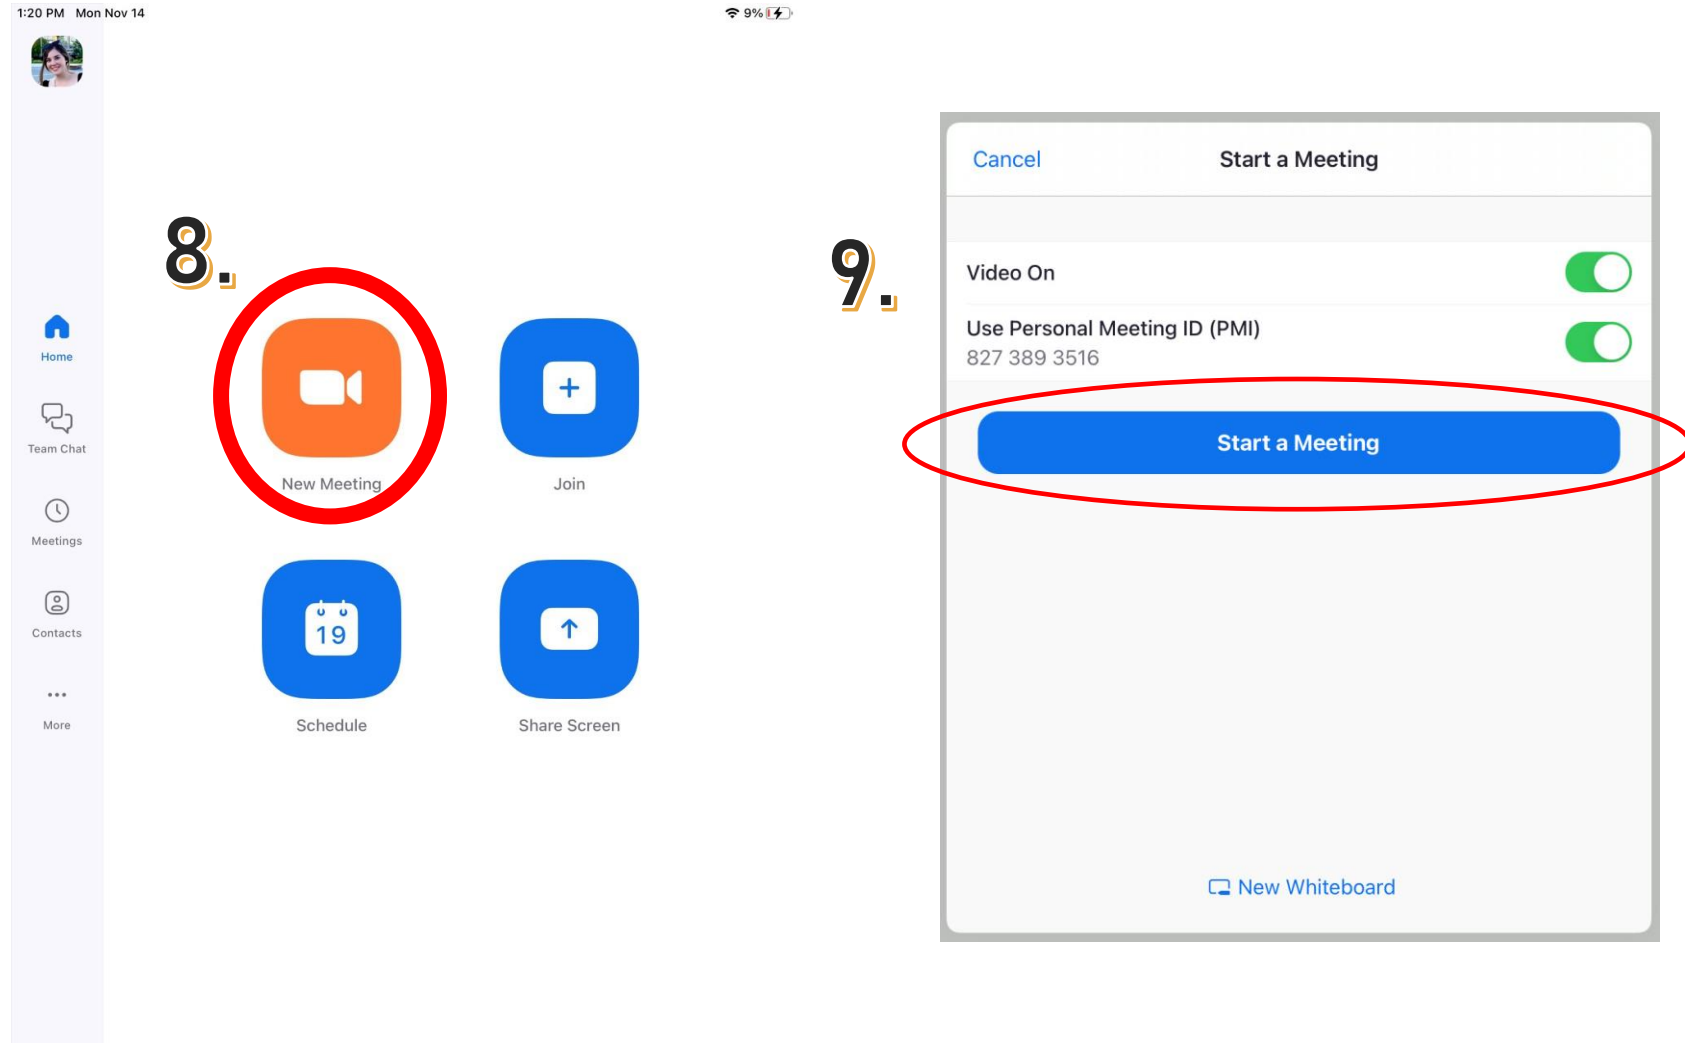 1:20 PM Mon Nov 14
9%
8.
Home
Team Chat
Meetings
Contacts
More
New Meeting
Join
19
Schedule
Share Screen
9.
Cancel
Start a Meeting
Video On
Use Personal Meeting ID (PMI)
827 389 3516
Start a Meeting
New Whiteboard